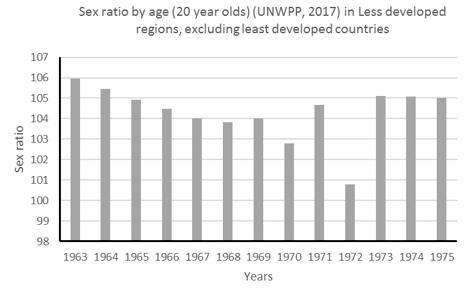 Sex ratio by age (20 year olds) (UNWPP, 2017) in Less developed
regions, excluding least developed countries
107
106
105
104
103
102
101
100
99
98
Sex ratio
1963 1964 1965 1966 1967 1968 1969 1970 1971 1972 1973 1974 1975
Years